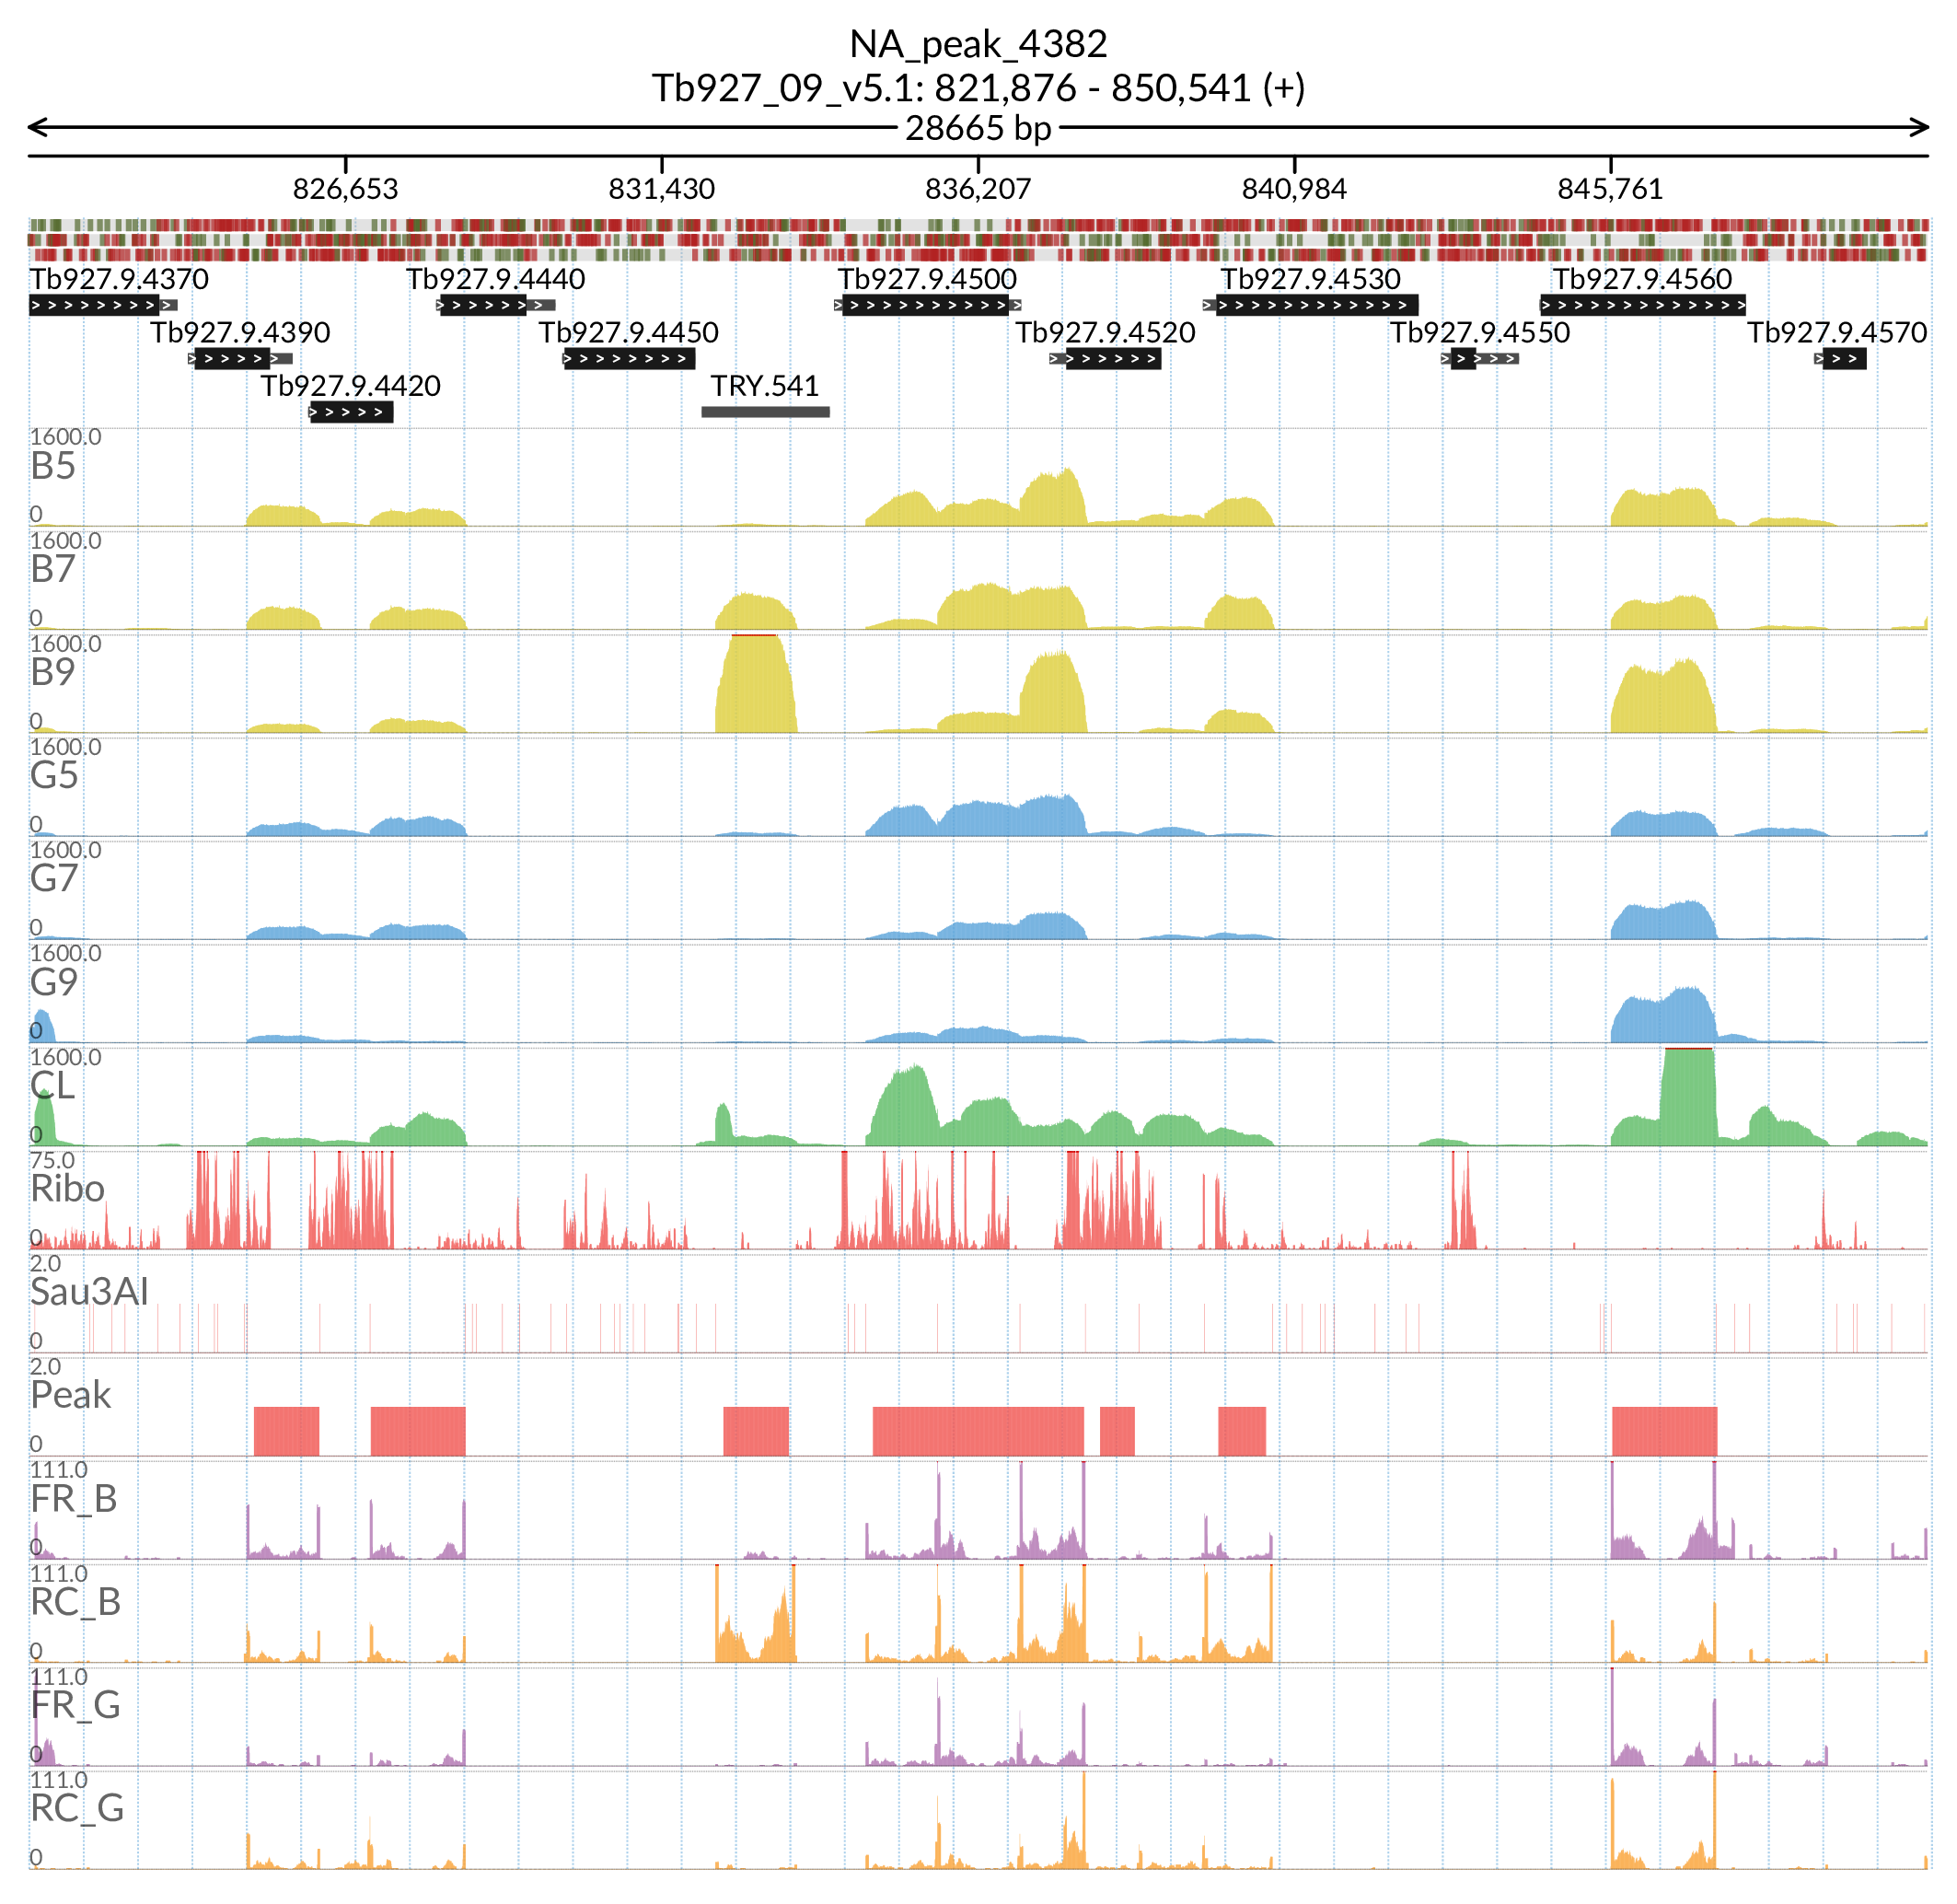 NA_peak_4382
Tb927_09_v5.1: 821,876 - 850,541 (+)
28665 bp
826,653 831,430 836,207 840,984 845,761
Tb927.9.4370 Tb927.9.4440 Tb927.9.4500 Tb927.9.4530 Tb927.9.4560
Tb927.9.4390 Tb927.9.4450 Tb927.9.4520 Tb927.9.4550 Tb927.9.4570
Tb927.9.4420 TRY.541
1600.0
B5
0
1600.0
B7
0
1600.0
B9
0
1600.0
G5
0
1600.0
G7
0
1600.0
G9
0
1600.0
CL
0
75.0
Ribo
0
2.0
Sau3AI
0
2.0
Peak
0
111.0
FR_B
0
111.0
RC_B
0
111.0
FR_G
0
111.0
RC_G
0